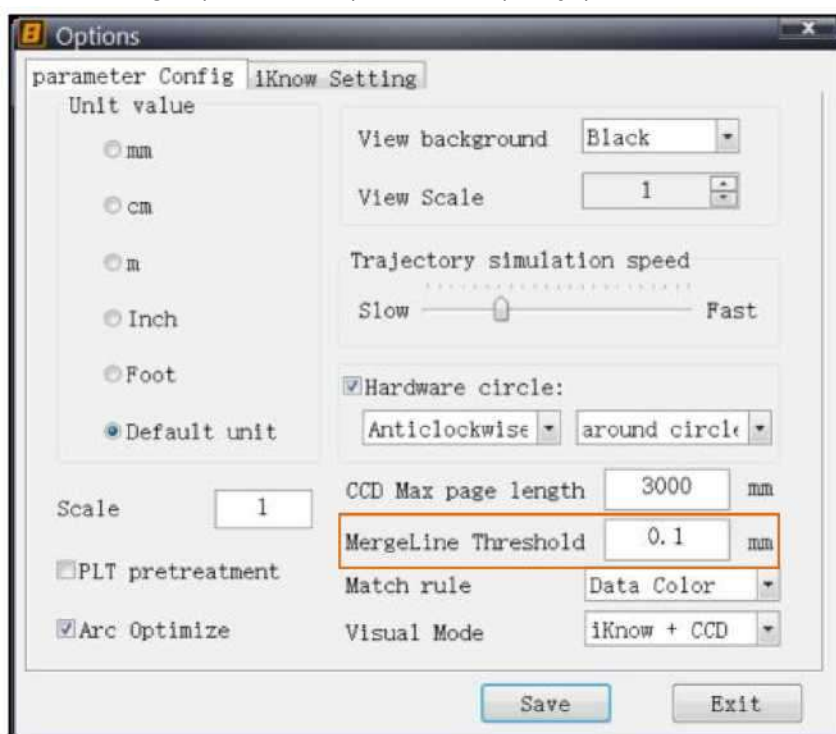 Options
parameter Config
iKnow Setting
Unit value
mm
cm
m
Inch
Foot
Default unit
Scale
1
PLT pretreatment
Arc Optimize
View background
Black
View Scale
1
Trajectory simulation speed
Slow
Fast
Hardware circle:
Anticlockwise
around circle
CCD Max page length
3000
mm
MergeLine Threshold
0.1
mm
Match rule
Data Color
Visual Mode
iKnow + CCD
Save
Exit